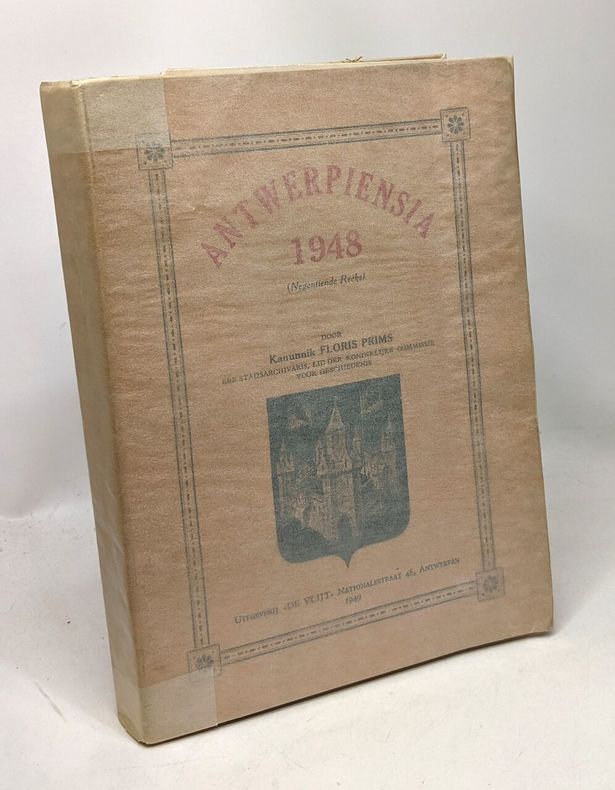 ANTWERPIENSIA
1948
(Negentiende Reeks)
DOOR
Kanunnik FLORIS PRIMS
ERE STADSARCHIVARIS, LID DER KONINKLIJKE COMMISSIE
VOOR GESCHIEDENIS
UITGEVERIJ «DE VLIJT» NATIONALESTRAAT 46, ANTWERPEN
1949